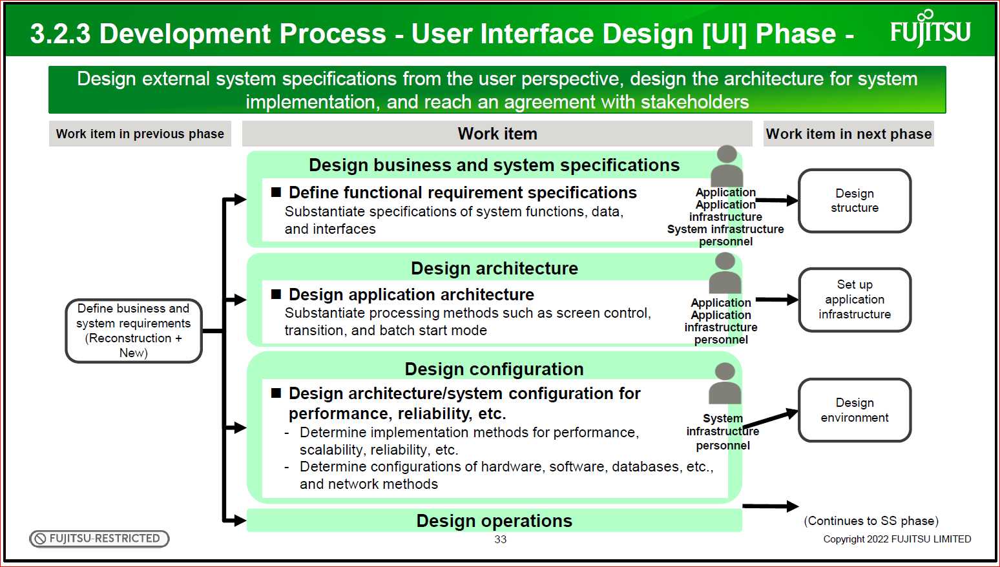 3.2.3 Development Process - User Interface Design [UI] Phase -
FUJITSU
Design external system specifications from the user perspective, design the architecture for system
implementation, and reach an agreement with stakeholders
Work item in previous phase
Work item
Work item in next phase
Define business and
system requirements
(Reconstruction +
New)
Design business and system specifications
■ Define functional requirement specifications
Substantiate specifications of system functions, data,
and interfaces
Application
Application
infrastructure
System infrastructure
personnel
Design
structure
Design architecture
■ Design application architecture
Substantiate processing methods such as screen control,
transition, and batch start mode
Application
Application
infrastructure
personnel
Set up
application
infrastructure
Design configuration
■ Design architecture/system configuration for
performance, reliability, etc.
- Determine implementation methods for performance,
scalability, reliability, etc.
- Determine configurations of hardware, software, databases, etc.,
and network methods
System
infrastructure
personnel
Design
environment
Design operations
(Continues to SS phase)
FUJITSU-RESTRICTED
33
Copyright 2022 FUJITSU LIMITED